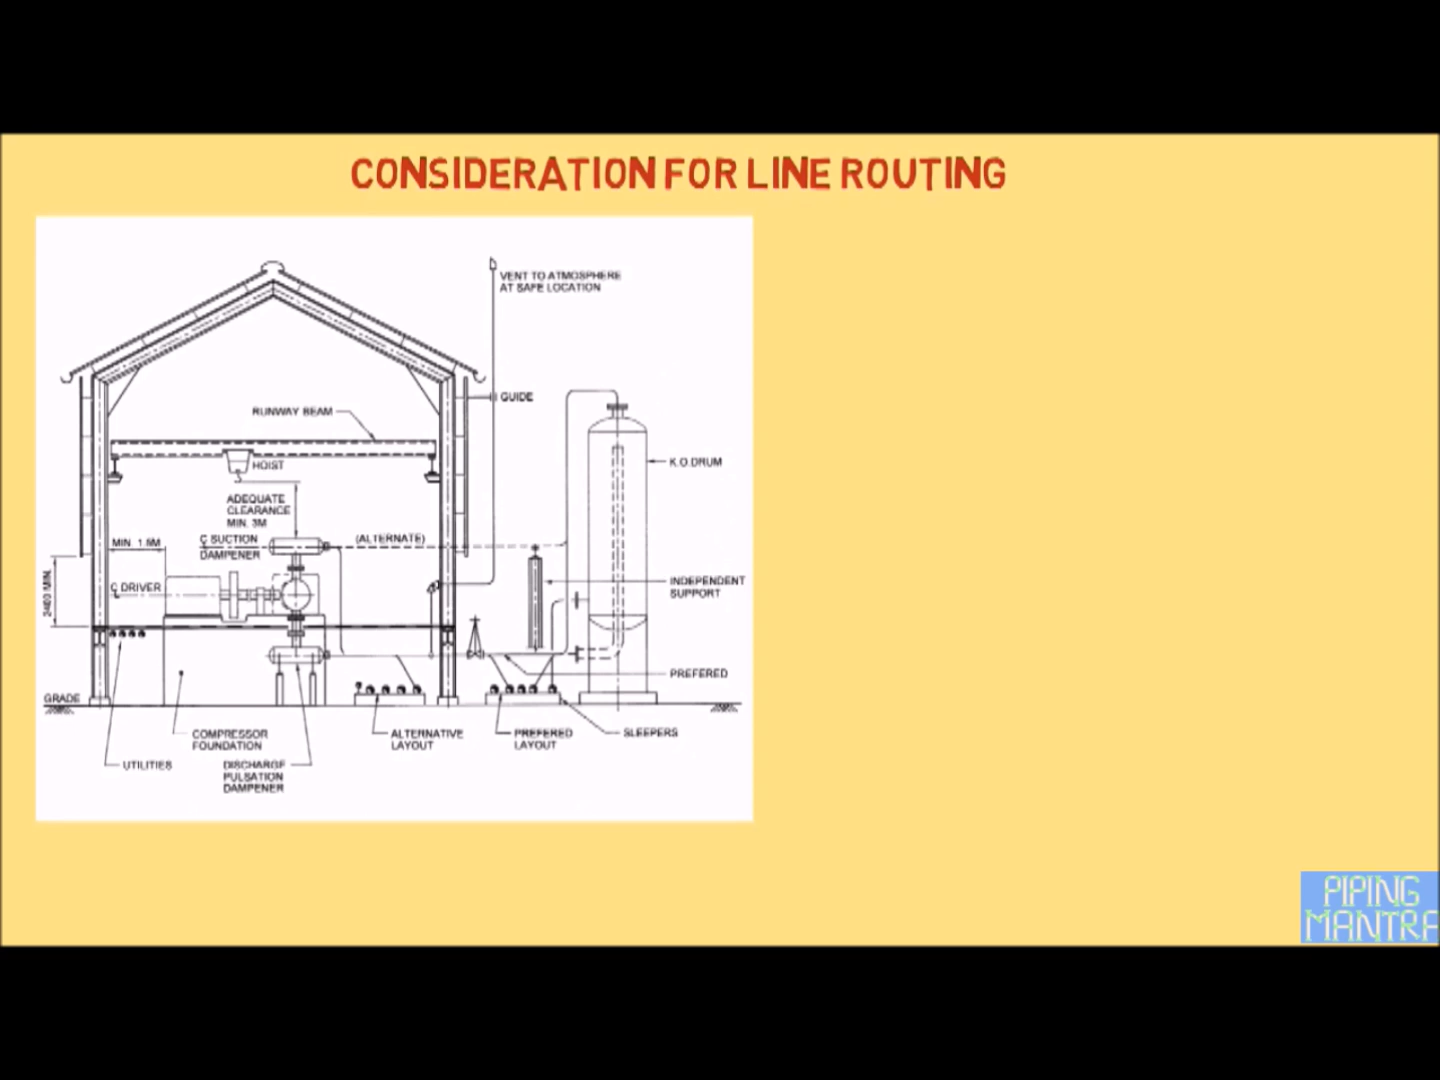 CONSIDERATION FOR LINE ROUTING
VENT TO ATMOSPHERE
AT SAFE LOCATION
GUIDE
RUNWAY BEAM
HOIST
K.O.DRUM
ADEQUATE
CLEARANCE
MIN. 3M
MIN. 1.5M
℄ SUCTION
DAMPENER
(ALTERNATE)
℄ DRIVER
INDEPENDENT
SUPPORT
PREFERED
GRADE
COMPRESSOR
FOUNDATION
ALTERNATIVE
LAYOUT
PREFERED
LAYOUT
SLEEPERS
UTILITIES
DISCHARGE
PULSATION
DAMPENER
PIPING
MANTRA